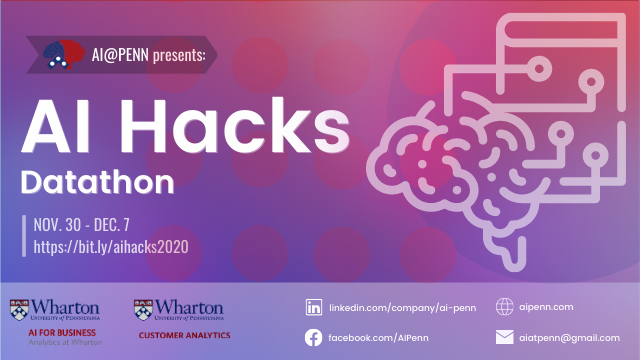 AI@PENN presents:
AI Hacks
Datathon
NOV. 30 - DEC. 7
https://bit.ly/aihacks2020
Wharton
UNIVERSITY OF PENNSYLVANIA
AI FOR BUSINESS
Analytics at Wharton
Wharton
UNIVERSITY OF PENNSYLVANIA
CUSTOMER ANALYTICS
linkedin.com/company/ai-penn
aipenn.com
facebook.com/AIPenn
aiatpenn@gmail.com